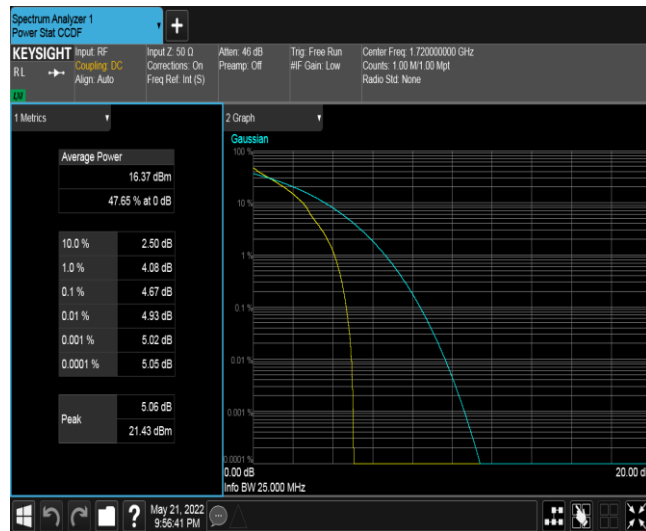 Spectrum Analyzer 1
Power Stat CCDF
KEYSIGHT
RL
Input: RF
Coupling: DC
Align: Auto
Input Z: 50 Ω
Corrections: On
Freq Ref: Int (S)
Atten: 46 dB
Preamp: Off
Trig: Free Run
#IF Gain: Low
Center Freq: 1.720000000 GHz
Counts: 1.00 M/1.00 Mpt
Radio Std: None
1 Metrics
Average Power
16.37 dBm
47.65 % at 0 dB
10.0 % 2.50 dB
1.0 % 4.08 dB
0.1 % 4.67 dB
0.01 % 4.93 dB
0.001 % 5.02 dB
0.0001 % 5.05 dB
Peak
5.06 dB
21.43 dBm
2 Graph
Gaussian
100 %
10 %
1 %
0.1 %
0.01 %
0.001 %
0.0001 %
0.00 dB
20.00 d
Info BW 25.000 MHz
May 21, 2022
9:56:41 PM